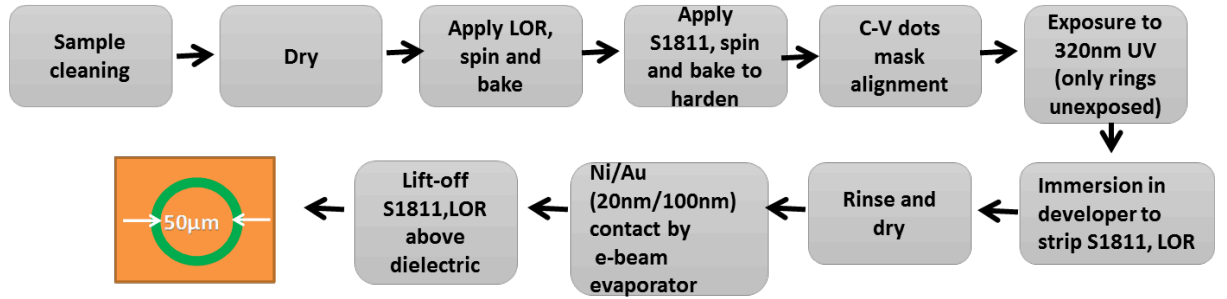 Sample
cleaning
Dry
Apply LOR,
spin and
bake
Apply
S1811, spin
and bake to
harden
C-V dots
mask
alignment
Exposure to
320nm UV
(only rings
unexposed)
Immersion in
developer to
strip S1811, LOR
Rinse and
dry
Ni/Au
(20nm/100nm)
contact by
e-beam
evaporator
Lift-off
S1811,LOR
above
dielectric
50μm